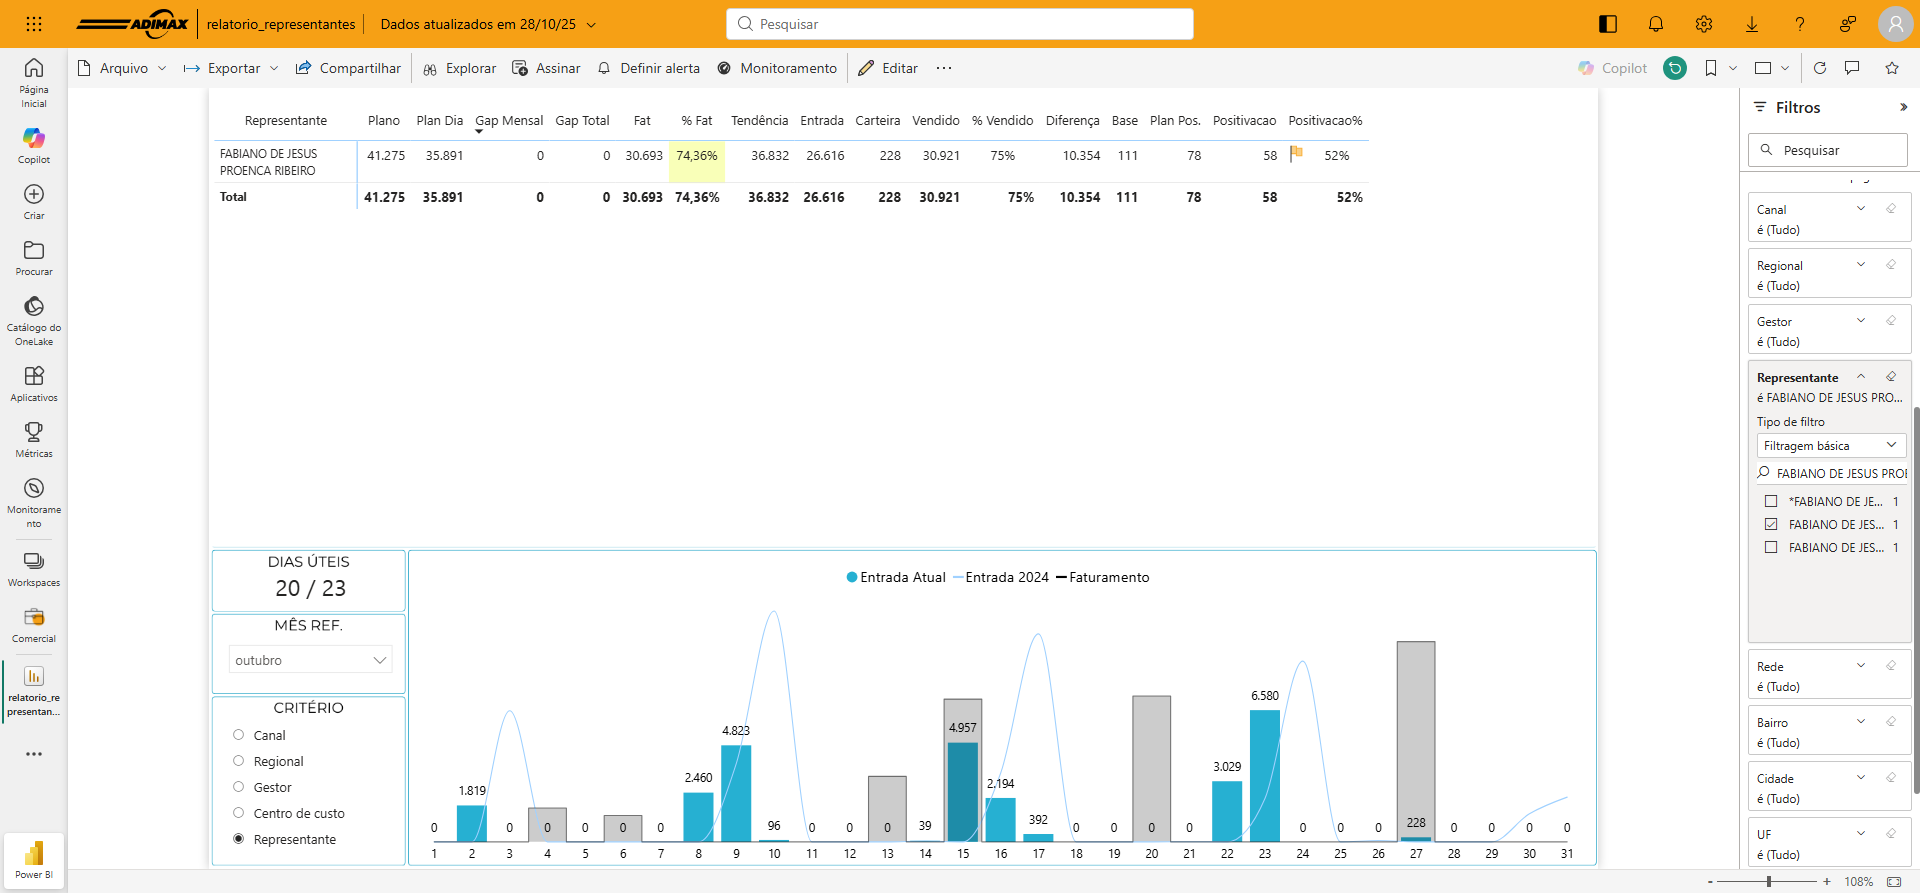 ADIMAX
relatorio_representantes
Dados atualizados em 28/10/25
Pesquisar
Arquivo
Exportar
Compartilhar
Explorar
Assinar
Definir alerta
Monitoramento
Editar
Copilot
Página
Inicial
Copilot
Criar
Procurar
Catálogo do
OneLake
Aplicativos
Métricas
Monitorame
nto
Workspaces
Comercial
relatorio_re
presentan...
Power BI
Representante Plano Plan Dia Gap Mensal Gap Total Fat % Fat Tendência Entrada Carteira Vendido % Vendido Diferença Base Plan Pos. Positivacao Positivacao%
FABIANO DE JESUS
PROENCA RIBEIRO
41.275 35.891 0 0 30.693 74,36% 36.832 26.616 228 30.921 75% 10.354 111 78 58 52%
Total 41.275 35.891 0 0 30.693 74,36% 36.832 26.616 228 30.921 75% 10.354 111 78 58 52%
DIAS ÚTEIS
20 / 23
MÊS REF.
outubro
CRITÉRIO
Canal
Regional
Gestor
Centro de custo
Representante
Entrada Atual Entrada 2024 Faturamento
0 1.819 0 0 0 0 0 2.460 4.823 96 0 0 0 39 4.957 2.194 392 0 0 0 0 3.029 6.580 0 0 0 228 0 0 0 0
1 2 3 4 5 6 7 8 9 10 11 12 13 14 15 16 17 18 19 20 21 22 23 24 25 26 27 28 29 30 31
Filtros
Pesquisar
Canal
é (Tudo)
Regional
é (Tudo)
Gestor
é (Tudo)
Representante
é FABIANO DE JESUS PRO...
Tipo de filtro
Filtragem básica
FABIANO DE JESUS PROE
*FABIANO DE JE... 1
FABIANO DE JES... 1
FABIANO DE JES... 1
Rede
é (Tudo)
Bairro
é (Tudo)
Cidade
é (Tudo)
UF
é (Tudo)
- + 108%